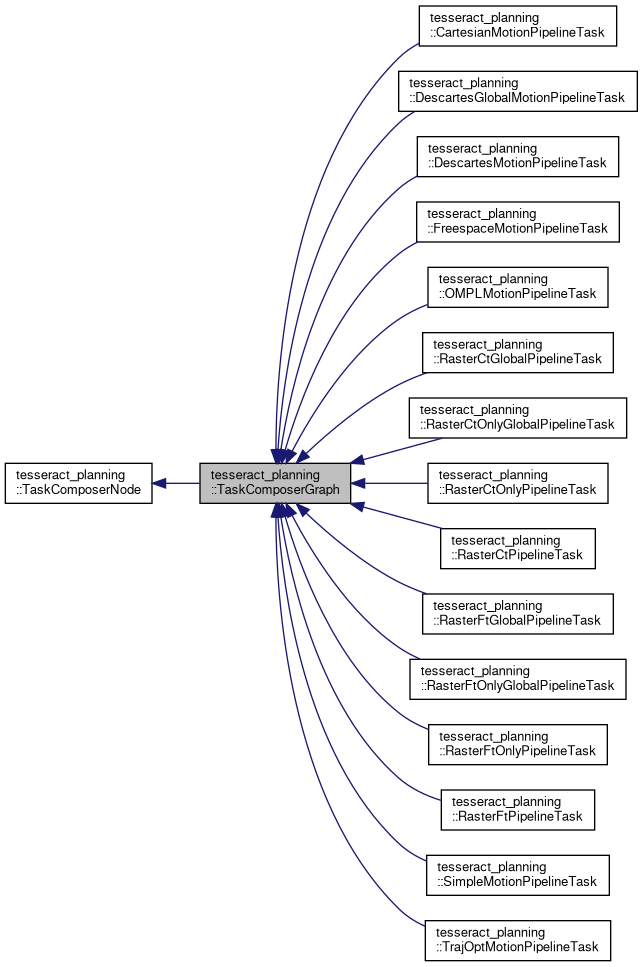 tesseract_planning
::CartesianMotionPipelineTask
tesseract_planning
::DescartesGlobalMotionPipelineTask
tesseract_planning
::DescartesMotionPipelineTask
tesseract_planning
::FreespaceMotionPipelineTask
tesseract_planning
::OMPLMotionPipelineTask
tesseract_planning
::RasterCtGlobalPipelineTask
tesseract_planning
::RasterCtOnlyGlobalPipelineTask
tesseract_planning
::TaskComposerNode
tesseract_planning
::TaskComposerGraph
tesseract_planning
::RasterCtOnlyPipelineTask
tesseract_planning
::RasterCtPipelineTask
tesseract_planning
::RasterFtGlobalPipelineTask
tesseract_planning
::RasterFtOnlyGlobalPipelineTask
tesseract_planning
::RasterFtOnlyPipelineTask
tesseract_planning
::RasterFtPipelineTask
tesseract_planning
::SimpleMotionPipelineTask
tesseract_planning
::TrajOptMotionPipelineTask